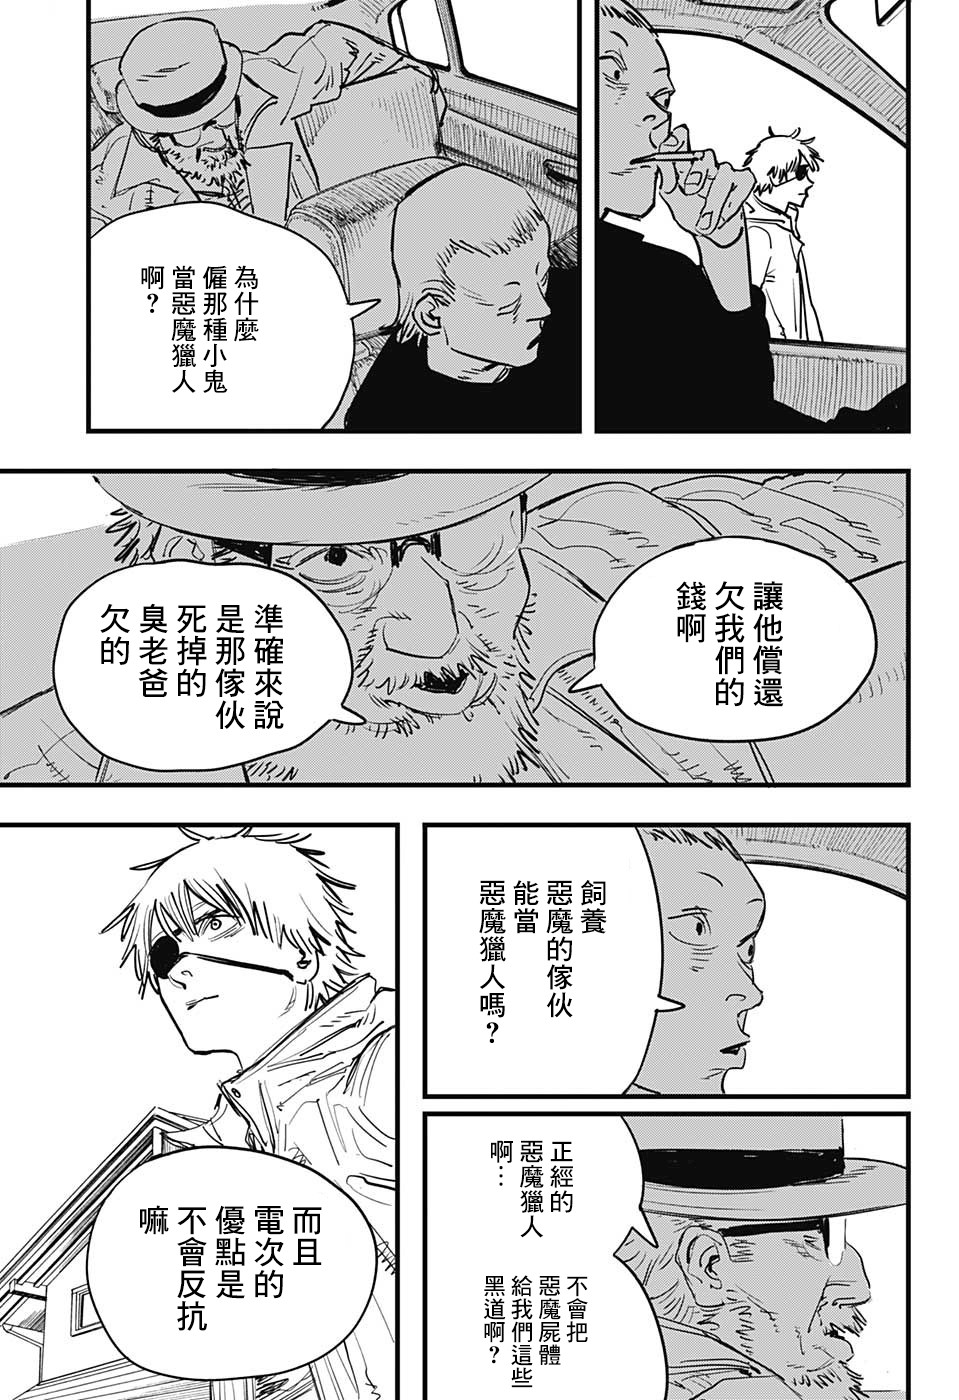 為什麼
僱那種小鬼
當惡魔獵人
啊?
讓他償還
欠我們的
錢啊
準確來說
是那傢伙
死掉的
臭老爸
欠的
飼養
惡魔的傢伙
能當
惡魔獵人嗎?
正經的
惡魔獵人
啊…
不會把
惡魔屍體
給我們這些
黑道啊?
而且
電次的
優點是
不會反抗
嘛